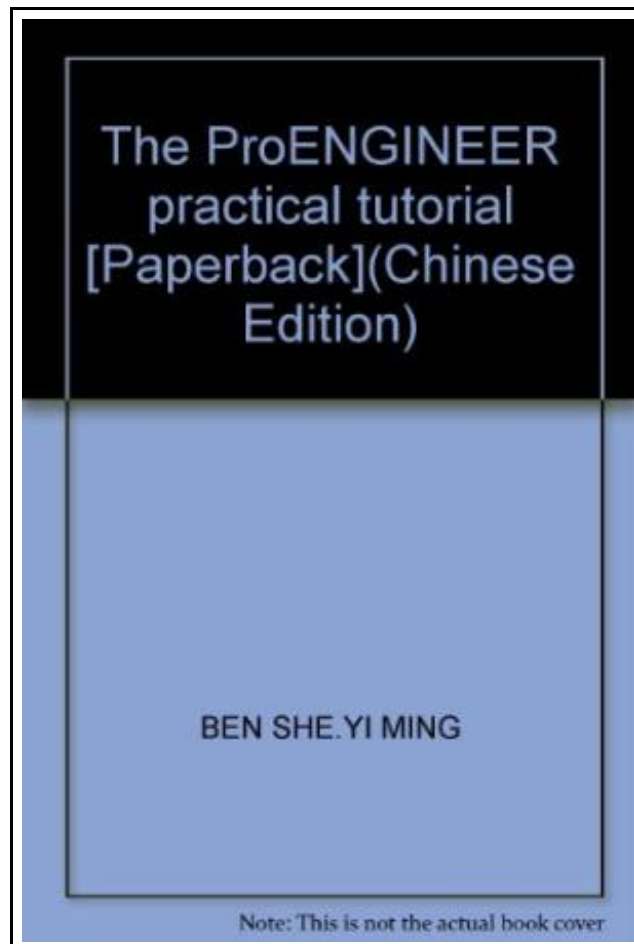 The ProENGINEER
practical tutorial
[Paperback](Chinese
Edition)
BEN SHE.YI MING
Note: This is not the actual book cover